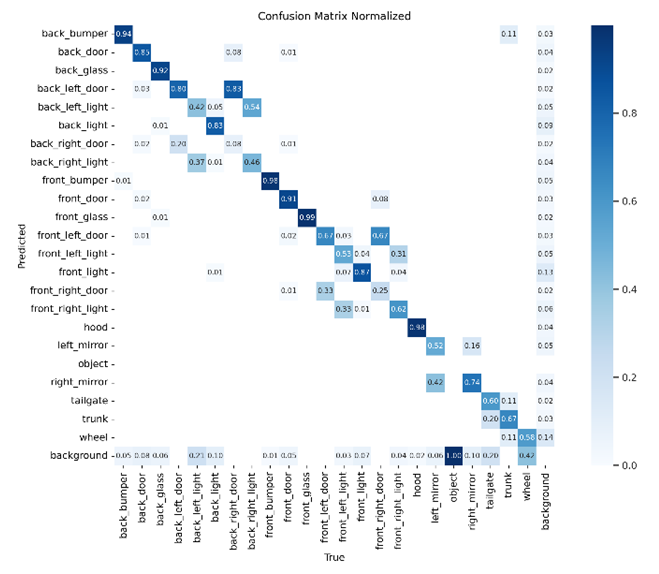 Confusion Matrix Normalized
back_bumper 0.94 0.11 0.03
back_door 0.85 0.08 0.01 0.04
back_glass 0.92 0.02
back_left_door 0.03 0.80 0.83 0.02
back_left_light 0.42 0.05 0.54 0.05
back_light 0.01 0.83 0.09
back_right_door 0.02 0.20 0.08 0.01 0.02
back_right_light 0.37 0.01 0.46 0.04
front_bumper 0.01 0.98 0.05
front_door 0.02 0.91 0.08 0.03
front_glass 0.01 0.99 0.02
front_left_door 0.01 0.02 0.67 0.03 0.67 0.03
front_left_light 0.53 0.04 0.31 0.05
front_light 0.01 0.02 0.87 0.04 0.13
front_right_door 0.01 0.33 0.25 0.02
front_right_light 0.33 0.01 0.62 0.06
hood 0.98 0.04
left_mirror 0.52 0.16 0.05
object
right_mirror 0.42 0.74 0.04
tailgate 0.60 0.11 0.02
trunk 0.20 0.67 0.03
wheel 0.11 0.58 0.14
background 0.05 0.08 0.06 0.21 0.10 0.01 0.05 0.03 0.07 0.04 0.02 0.06 1.00 0.10 0.20 0.42
Predicted
back_bumper
back_door
back_glass
back_left_door
back_left_light
back_light
back_right_door
back_right_light
front_bumper
front_door
front_glass
front_left_door
front_left_light
front_light
front_right_door
front_right_light
hood
left_mirror
object
right_mirror
tailgate
trunk
wheel
background
True
0.8
0.6
0.4
0.2
0.0